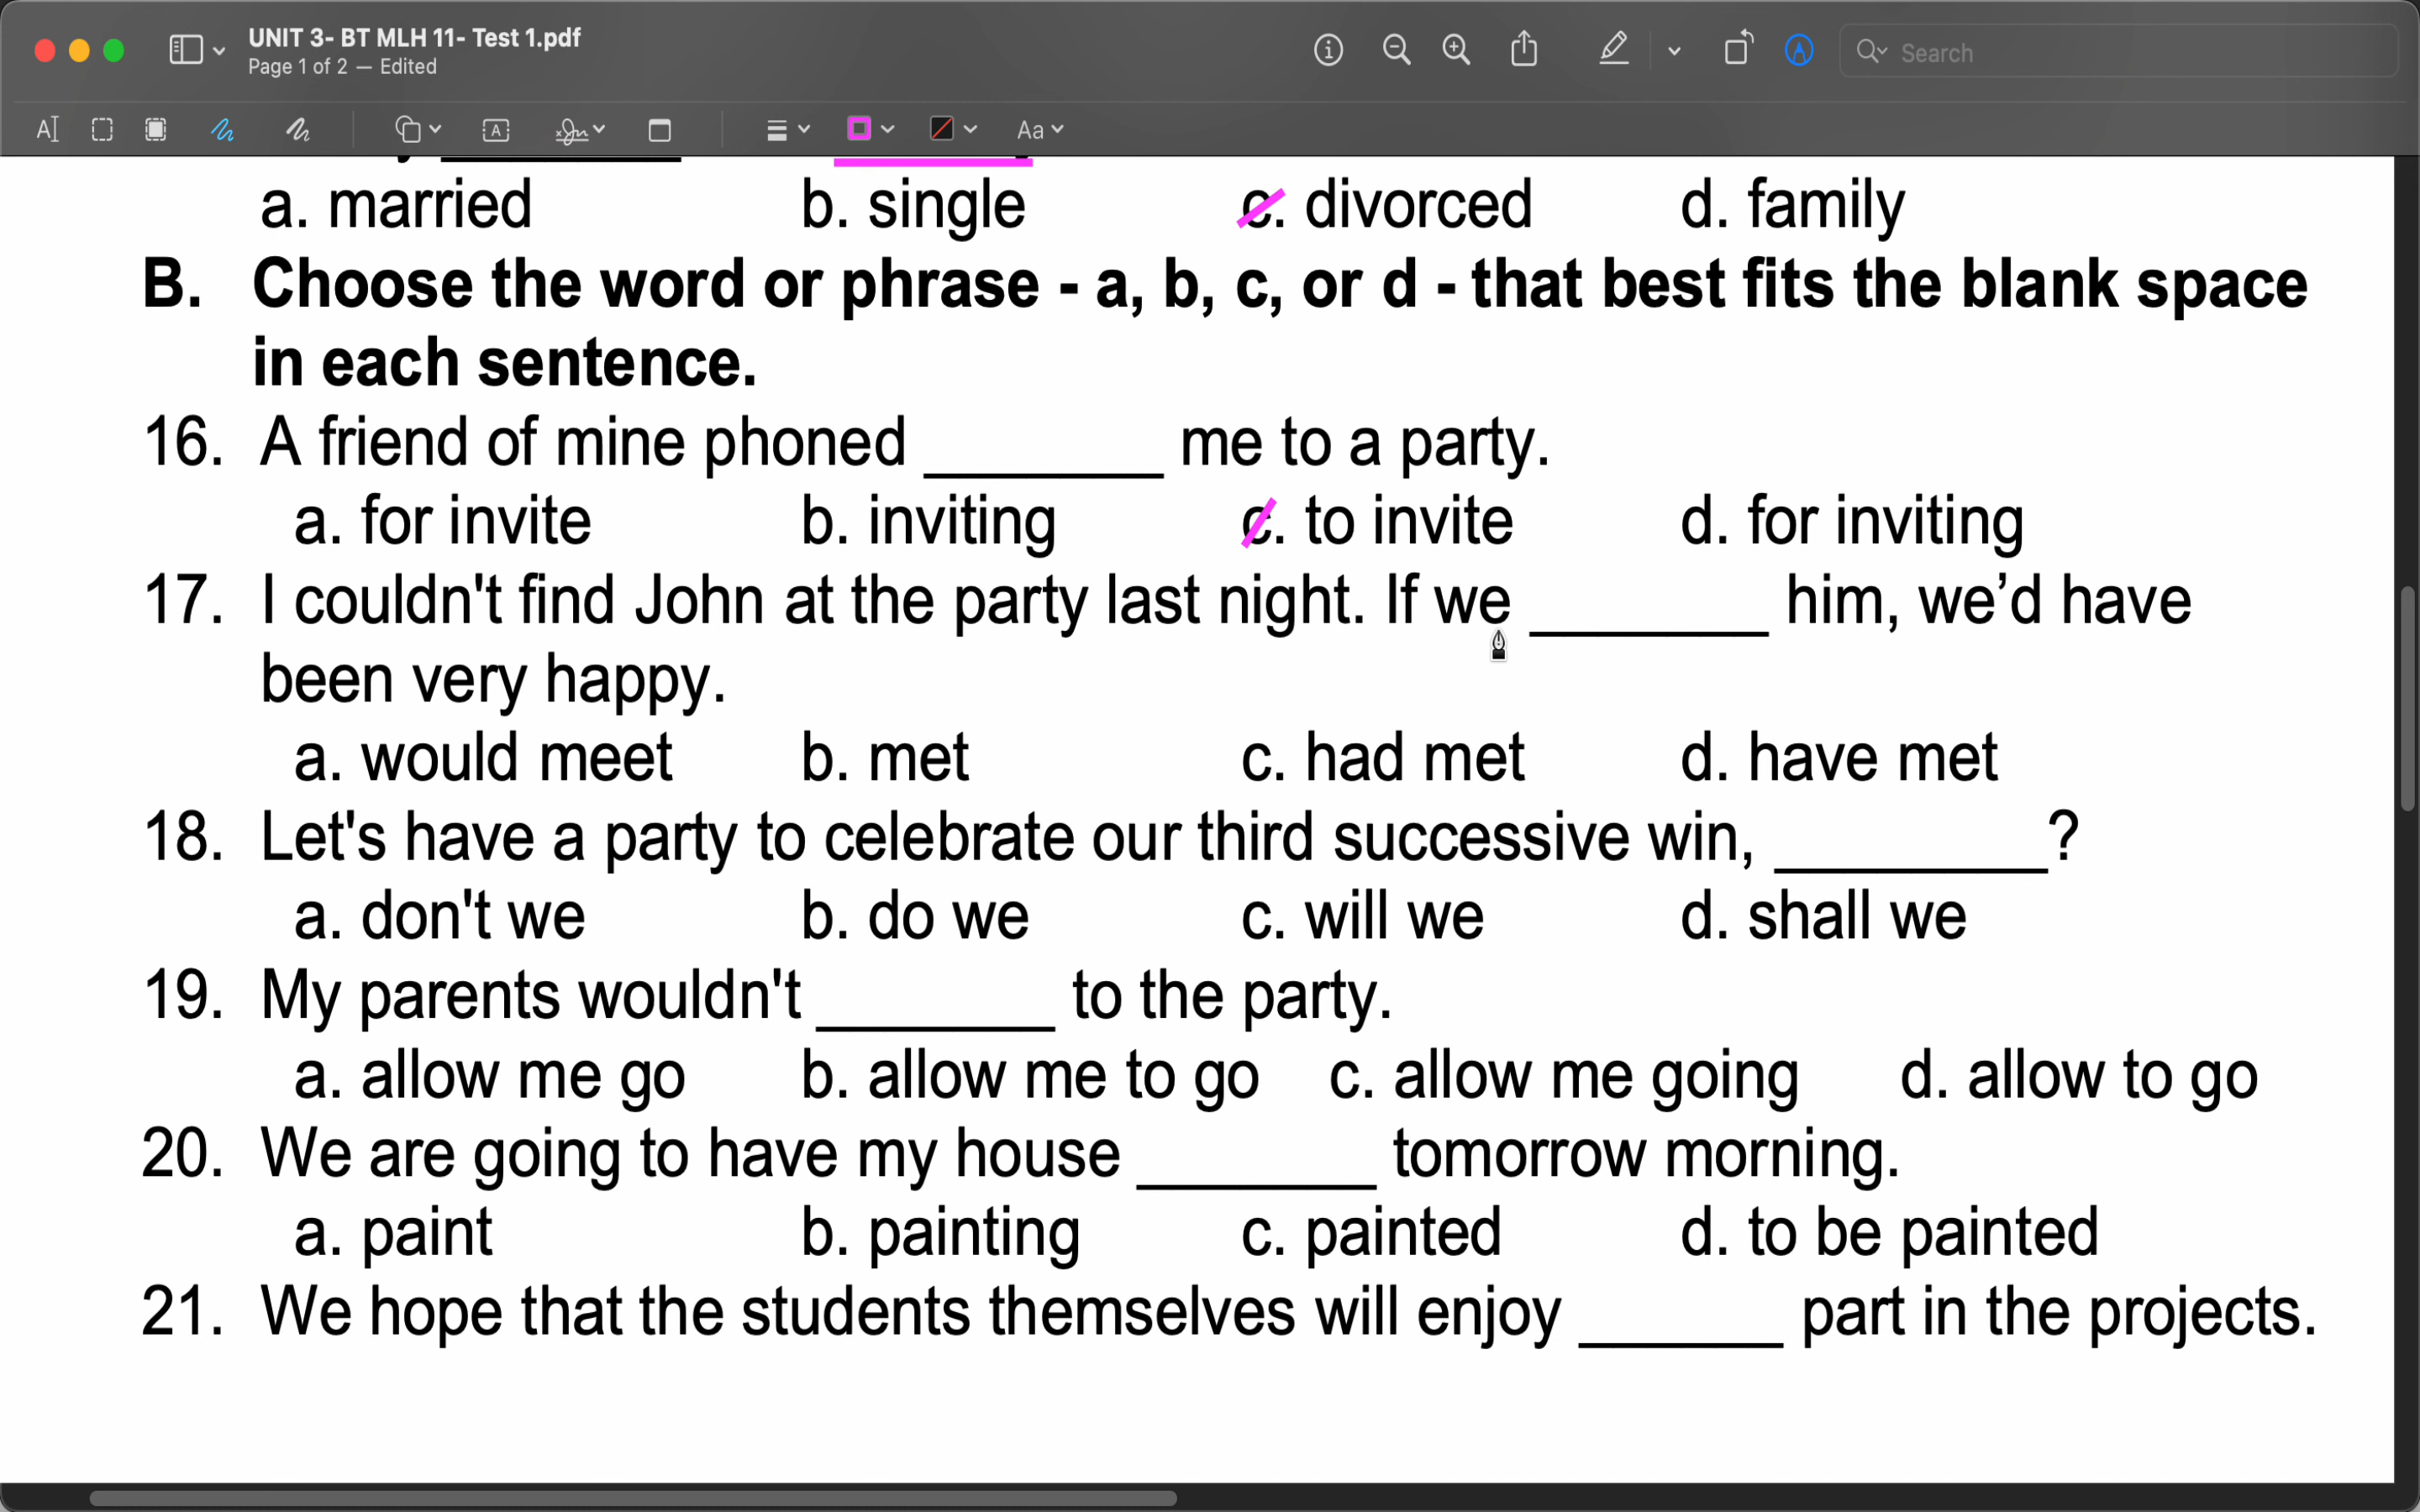 UNIT 3- BT MLH 11- Test 1.pdf
Page 1 of 2 — Edited
Search
Aa
a. married b. single c. divorced d. family
B. Choose the word or phrase - a, b, c, or d - that best fits the blank space
in each sentence.
16. A friend of mine phoned ________ me to a party.
a. for invite b. inviting c. to invite d. for inviting
17. I couldn't find John at the party last night. If we ________ him, we’d have
been very happy.
a. would meet b. met c. had met d. have met
18. Let's have a party to celebrate our third successive win, _________?
a. don't we b. do we c. will we d. shall we
19. My parents wouldn't ________ to the party.
a. allow me go b. allow me to go c. allow me going d. allow to go
20. We are going to have my house ________ tomorrow morning.
a. paint b. painting c. painted d. to be painted
21. We hope that the students themselves will enjoy _______ part in the projects.